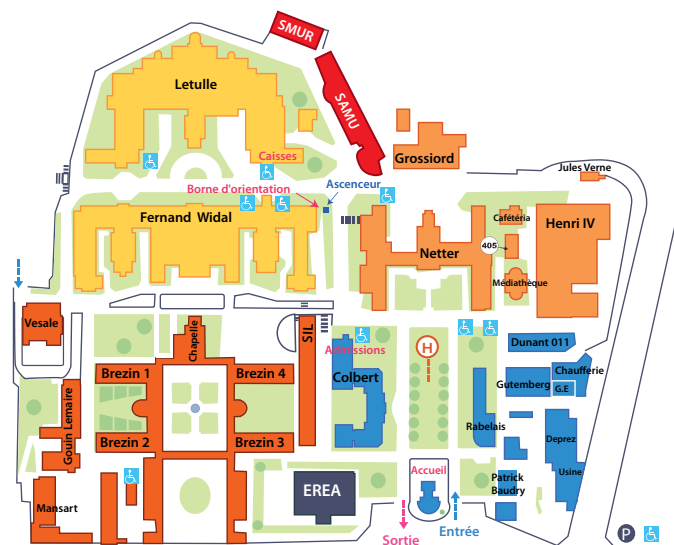 SMUR
Letulle
SAMU
Caisses
Grossiord
Jules Verne
Borne d'orientation
Ascenceur
Fernand Widal
Cafétéria
Henri IV
Netter
405
Médiathèque
Vesale
Chapelle
SIL
Admissions
H
Dunant 011
Brezin 1
Brezin 4
Colbert
Chaufferie
Gutemberg
G.E
Gouin Lemaire
Brezin 2
Brezin 3
Rabelais
Deprez
Usine
Accueil
Patrick
Baudry
EREA
Mansart
Sortie
Entrée
P